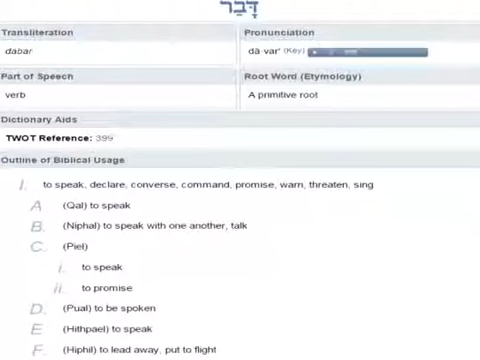 דָּבַר
Transliteration Pronunciation
dabar dä·var' (Key)
Part of Speech Root Word (Etymology)
verb A primitive root
Dictionary Aids
TWOT Reference: 399
Outline of Biblical Usage
I. to speak, declare, converse, command, promise, warn, threaten, sing
A (Qal) to speak
B. (Niphal) to speak with one another, talk
C. (Piel)
i. to speak
ii. to promise
D. (Pual) to be spoken
E (Hithpael) to speak
F. (Hiphil) to lead away, put to flight